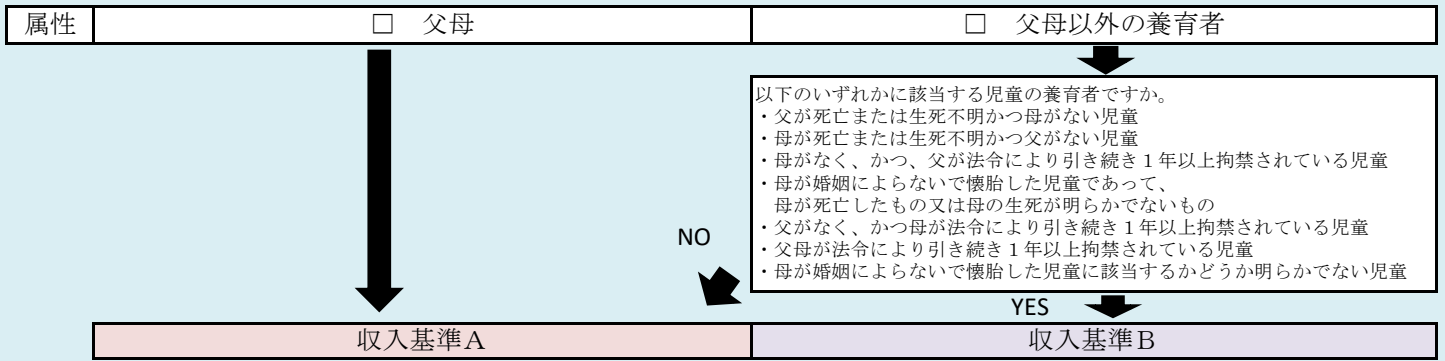 属性 □ 父母 □ 父母以外の養育者
以下のいずれかに該当する児童の養育者ですか。
・父が死亡または生死不明かつ母がない児童
・母が死亡または生死不明かつ父がない児童
・母がなく、かつ、父が法令により引き続き１年以上拘禁されている児童
・母が婚姻によらないで懐胎した児童であって、
母が死亡したもの又は母の生死が明らかでないもの
・父がなく、かつ母が法令により引き続き１年以上拘禁されている児童
・父母が法令により引き続き１年以上拘禁されている児童
・母が婚姻によらないで懐胎した児童に該当するかどうか明らかでない児童
NO
YES
収入基準Ａ 収入基準Ｂ